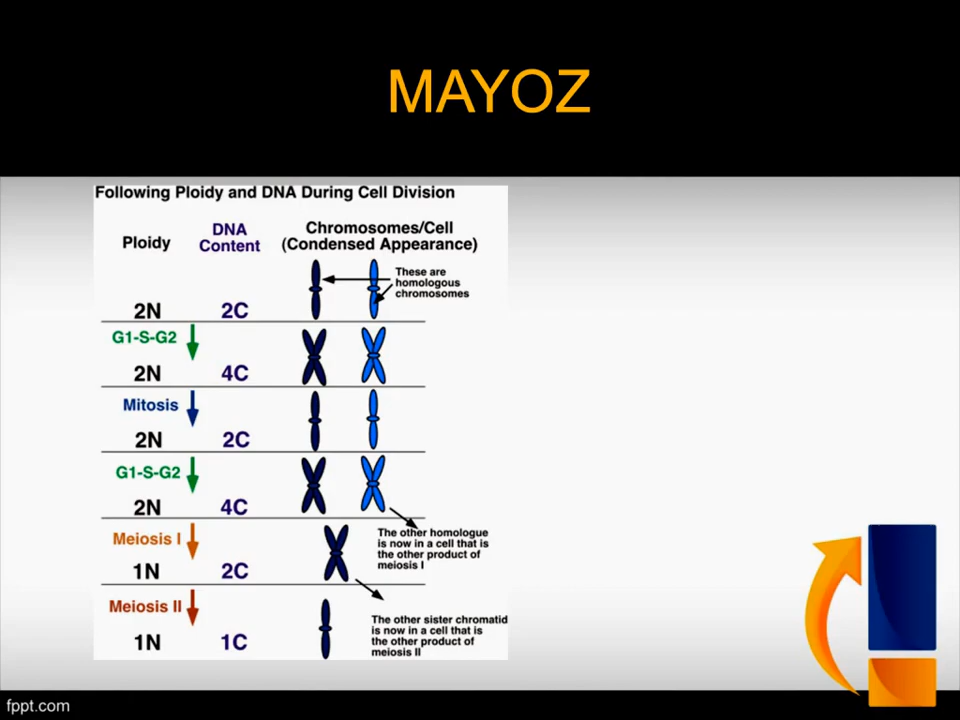 MAYOZ
Following Ploidy and DNA During Cell Division
Ploidy
DNA
Content
Chromosomes/Cell
(Condensed Appearance)
These are
homologous
chromosomes
2N 2C
G1-S-G2
2N 4C
Mitosis
2N 2C
G1-S-G2
2N 4C
The other homologue
is now in a cell that is
the other product of
meiosis I
Meiosis I
1N 2C
Meiosis II
The other sister chromatid
is now in a cell that is
the other product of
meiosis II
1N 1C
fppt.com